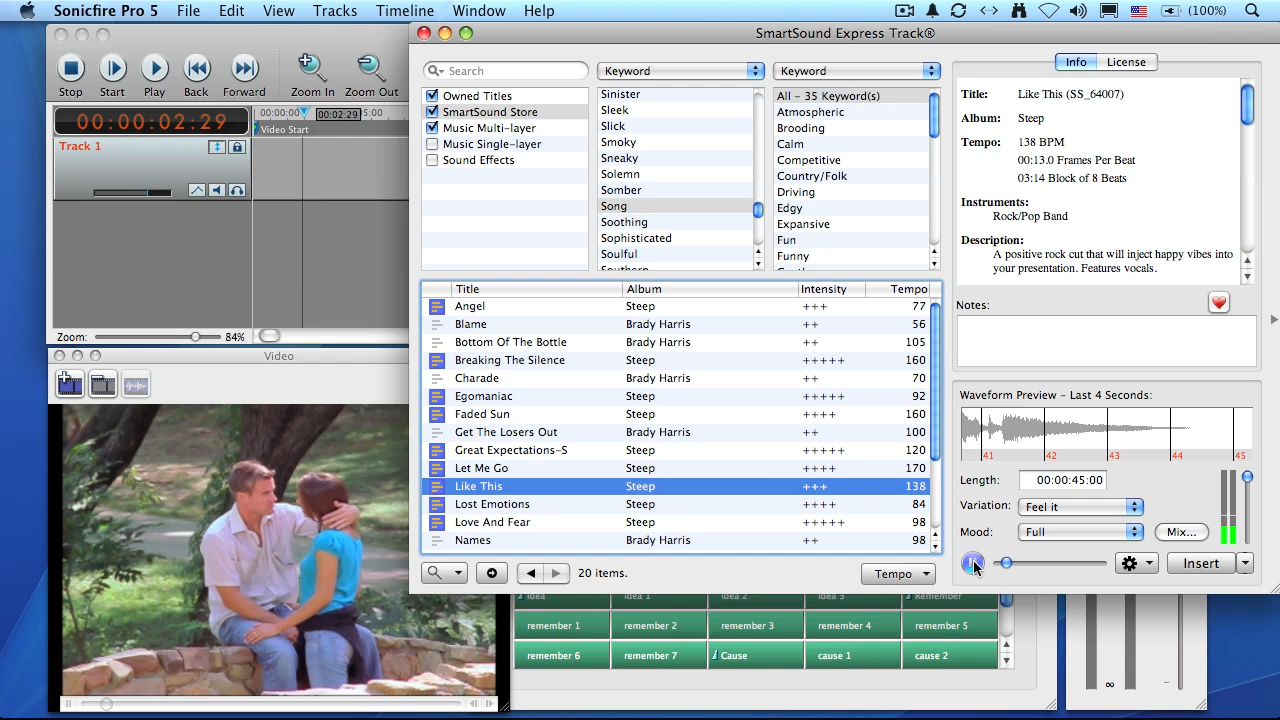 Sonicfire Pro 5 File Edit View Tracks Timeline Window Help (100%)
Stop Start Play Back Forward Zoom In Zoom Out
00:00:02:29
00:00:00 00:02:29 5:00
Video Start
Track 1
Zoom: 84%
Video
SmartSound Express Track®
Search
Owned Titles
SmartSound Store
Music Multi-layer
Music Single-layer
Sound Effects
Keyword
Sinister
Sleek
Slick
Smoky
Sneaky
Solemn
Somber
Song
Soothing
Sophisticated
Soulful
Southern
Keyword
All - 35 Keyword(s)
Atmospheric
Brooding
Calm
Competitive
Country/Folk
Driving
Edgy
Expansive
Fun
Funny
Title Album Intensity Tempo
Angel Steep +++ 77
Blame Brady Harris ++ 56
Bottom Of The Bottle Brady Harris ++ 105
Breaking The Silence Steep +++++ 160
Charade Brady Harris ++ 70
Egomaniac Steep +++++ 92
Faded Sun Steep ++++ 160
Get The Losers Out Brady Harris ++ 100
Great Expectations-S Steep +++++ 120
Let Me Go Steep ++++ 170
Like This Steep +++ 138
Lost Emotions Steep ++++ 84
Love And Fear Steep +++++ 98
Names Brady Harris ++ 98
20 items. Tempo
Info License
Title: Like This (SS_64007)
Album: Steep
Tempo: 138 BPM
00:13.0 Frames Per Beat
03:14 Block of 8 Beats
Instruments:
Rock/Pop Band
Description:
A positive rock cut that will inject happy vibes into
your presentation. Features vocals.
Notes:
Waveform Preview - Last 4 Seconds:
41 42 43 44 45
Length: 00:00:45:00
Variation: Feel it
Mood: Full Mix...
Insert
idea idea 1 idea 2 idea 3 Remember
remember 1 remember 2 remember 3 remember 4 remember 5
remember 6 remember 7 Cause cause 1 cause 2
∞